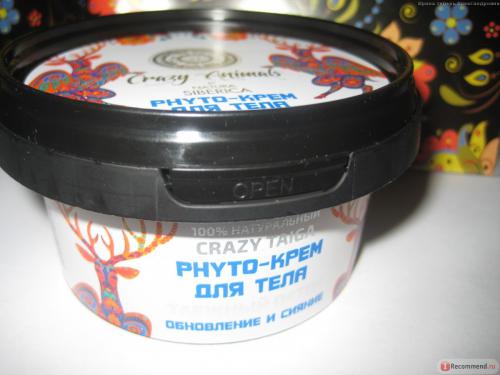 Crazy Animals
NATURA
SIBERICA
PHYTO-КРЕМ
ДЛЯ ТЕЛА
OPEN
100% НАТУРАЛЬНЫЙ
CRAZY TAIGA
PHYTO-КРЕМ
ДЛЯ ТЕЛА
ОБНОВЛЕНИЕ И СИЯНИЕ
iRecommend.ru